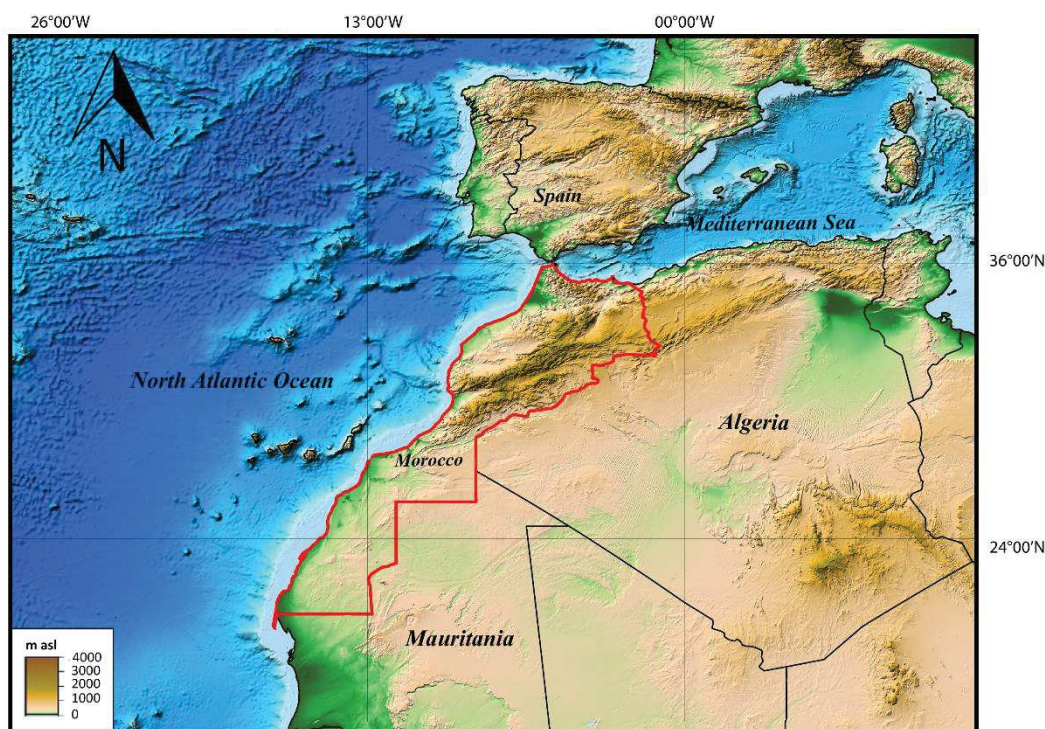 26°00'W
13°00'W
00°00'W
N
Spain
Mediterranean Sea
36°00'N
North Atlantic Ocean
Algeria
Morocco
24°00'N
Mauritania
m asl
4000
3000
2000
1000
0